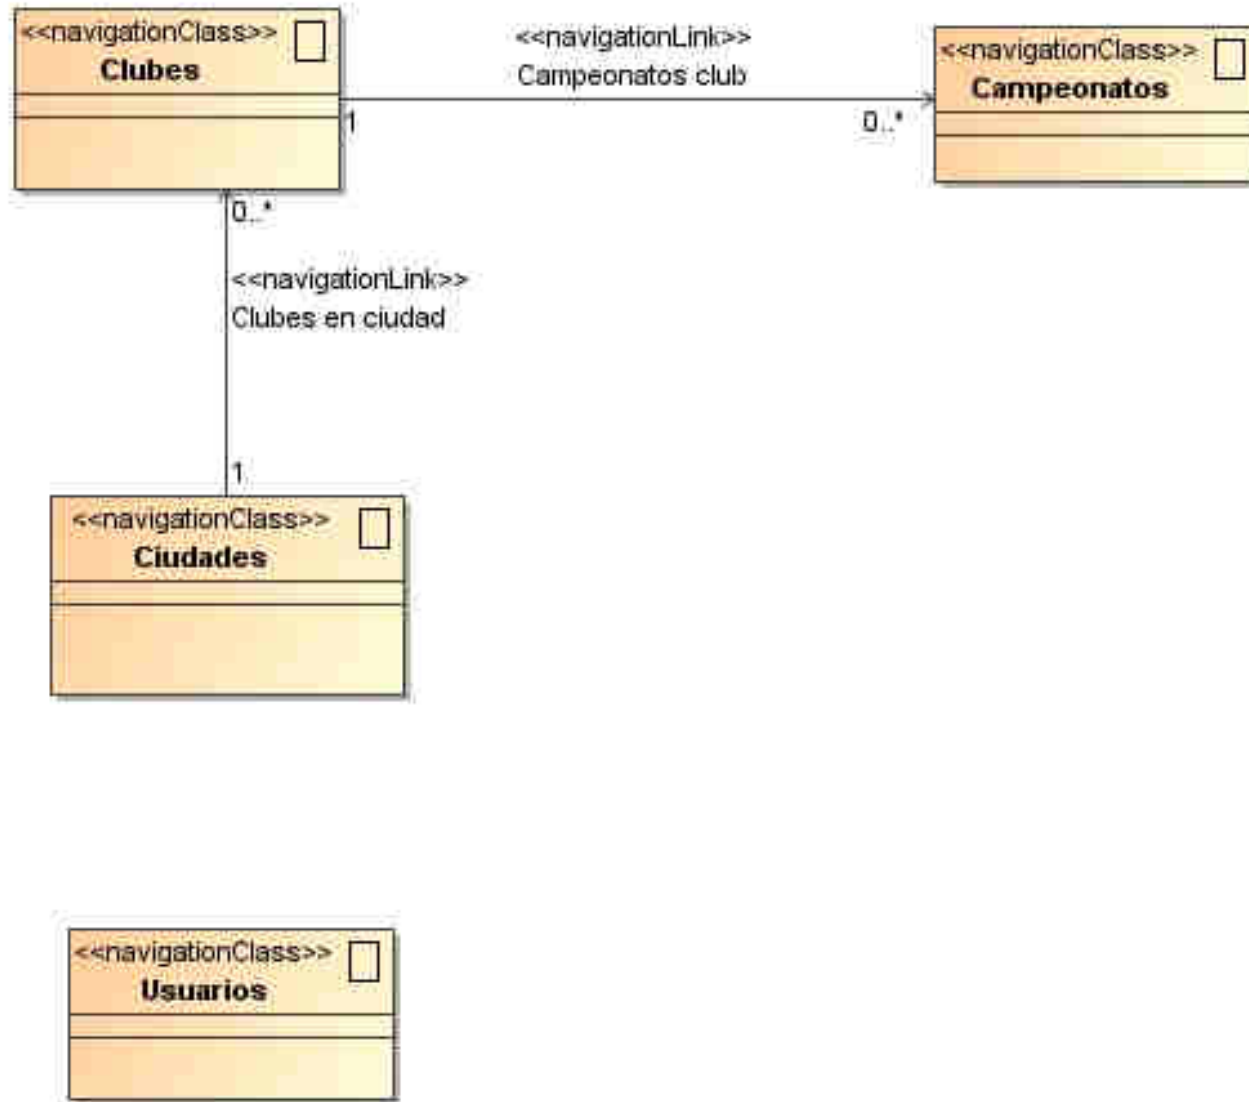 <<navigationClass>>
Clubes
<<navigationLink>>
Campeonatos club
<<navigationClass>>
Campeonatos
1
0..*
0..*
<<navigationLink>>
Clubes en ciudad
1
<<navigationClass>>
Ciudades
<<navigationClass>>
Usuarios